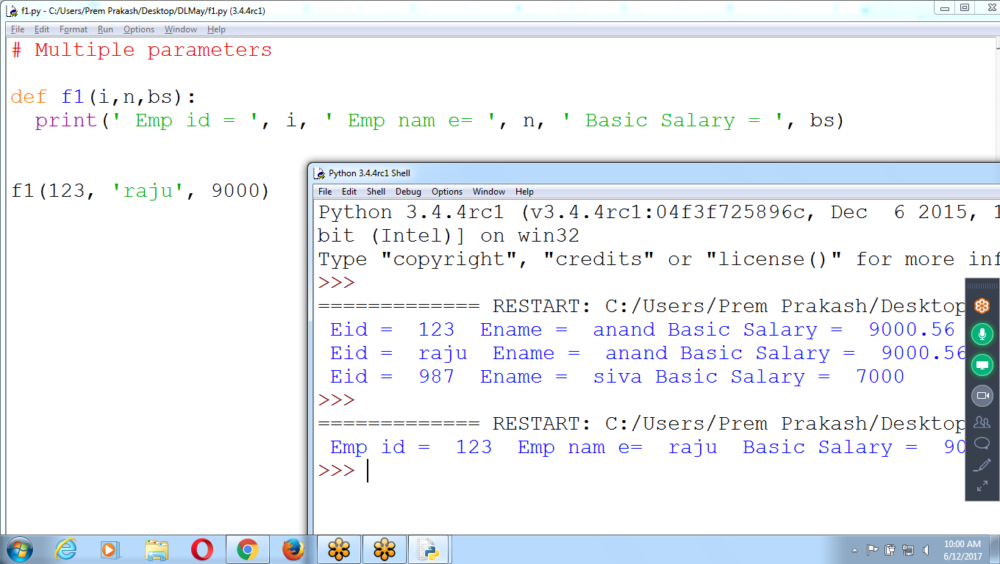 f1.py - C:/Users/Prem Prakash/Desktop/DLMay/f1.py (3.4.4rc1)
File Edit Format Run Options Window Help
# Multiple parameters
def f1(i,n,bs):
print(' Emp id = ', i, ' Emp nam e= ', n, ' Basic Salary = ', bs)
f1(123, 'raju', 9000)
Python 3.4.4rc1 Shell
File Edit Shell Debug Options Window Help
Python 3.4.4rc1 (v3.4.4rc1:04f3f725896c, Dec  6 2015, 1
bit (Intel)] on win32
Type "copyright", "credits" or "license()" for more inf
>>>
============= RESTART: C:/Users/Prem Prakash/Desktop
Eid =  123  Ename =  anand Basic Salary =  9000.56
Eid =  raju  Ename =  anand Basic Salary =  9000.56
Eid =  987  Ename =  siva Basic Salary =  7000
>>>
============= RESTART: C:/Users/Prem Prakash/Desktop
Emp id =  123  Emp nam e=  raju  Basic Salary =  90
>>>
10:00 AM
6/12/2017